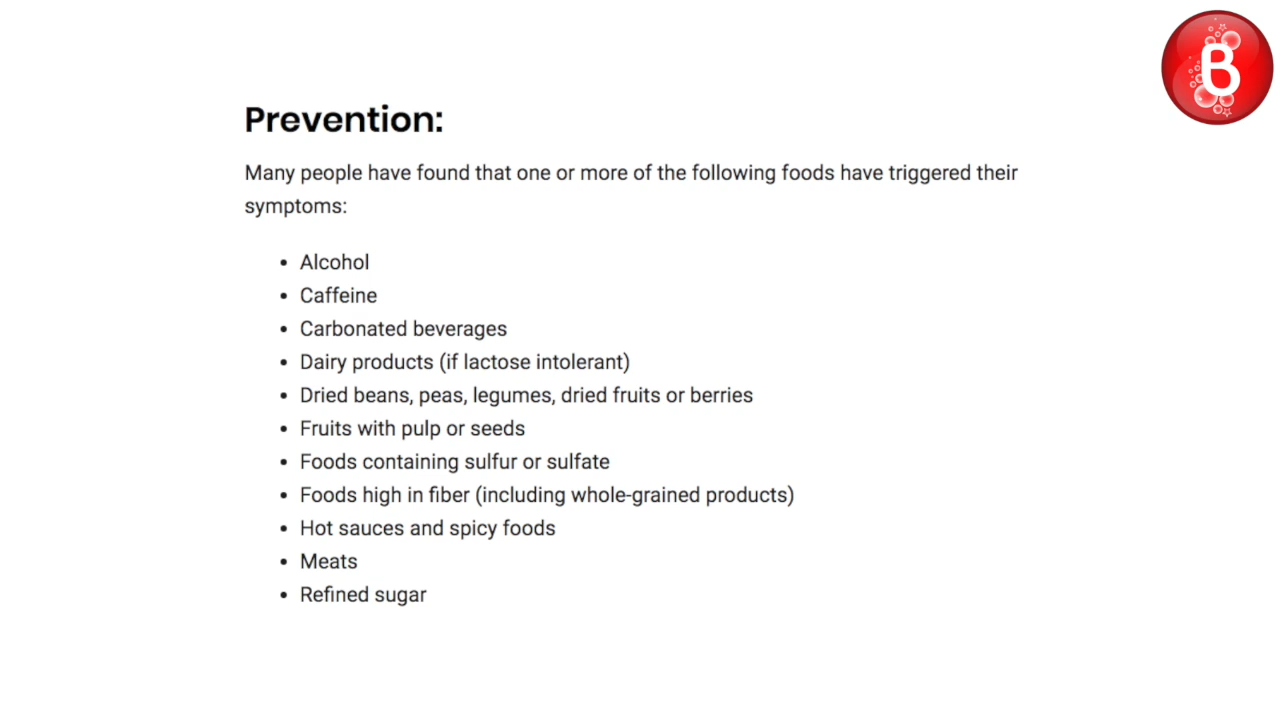 B
Prevention:
Many people have found that one or more of the following foods have triggered their
symptoms:
• Alcohol
• Caffeine
• Carbonated beverages
• Dairy products (if lactose intolerant)
• Dried beans, peas, legumes, dried fruits or berries
• Fruits with pulp or seeds
• Foods containing sulfur or sulfate
• Foods high in fiber (including whole-grained products)
• Hot sauces and spicy foods
• Meats
• Refined sugar